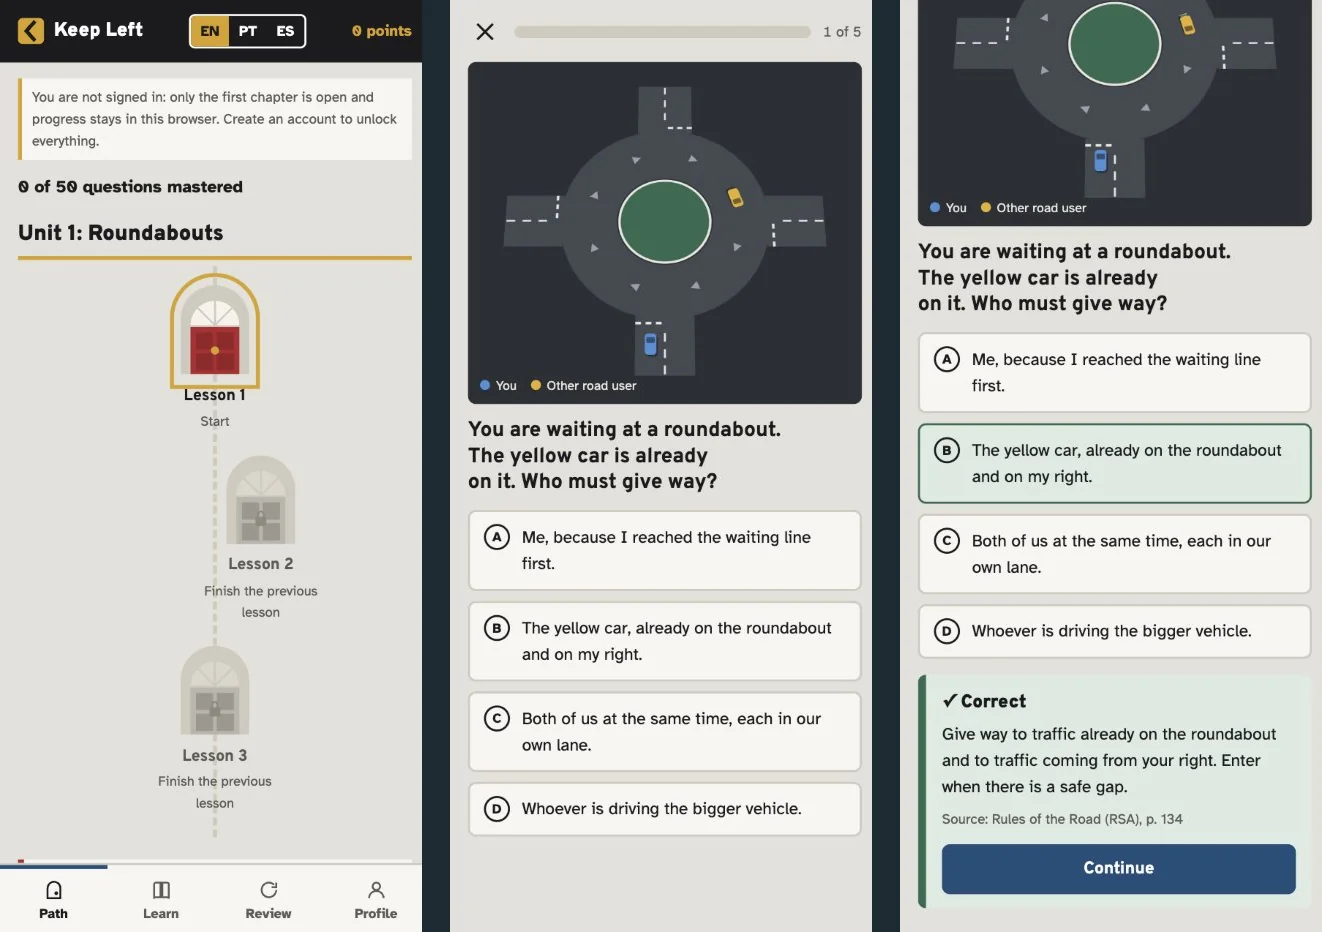 Keep Left
EN PT ES
0 points
You are not signed in: only the first chapter is open and
progress stays in this browser. Create an account to unlock
everything.
0 of 50 questions mastered
Unit 1: Roundabouts
Lesson 1
Start
Lesson 2
Finish the previous
lesson
Lesson 3
Finish the previous
lesson
Path
Learn
Review
Profile
1 of 5
You
Other road user
You are waiting at a roundabout.
The yellow car is already
on it. Who must give way?
A Me, because I reached the waiting line
first.
B The yellow car, already on the roundabout
and on my right.
C Both of us at the same time, each in our
own lane.
D Whoever is driving the bigger vehicle.
You
Other road user
You are waiting at a roundabout.
The yellow car is already
on it. Who must give way?
A Me, because I reached the waiting line
first.
B The yellow car, already on the roundabout
and on my right.
C Both of us at the same time, each in our
own lane.
D Whoever is driving the bigger vehicle.
✓ Correct
Give way to traffic already on the roundabout
and to traffic coming from your right. Enter
when there is a safe gap.
Source: Rules of the Road (RSA), p. 134
Continue